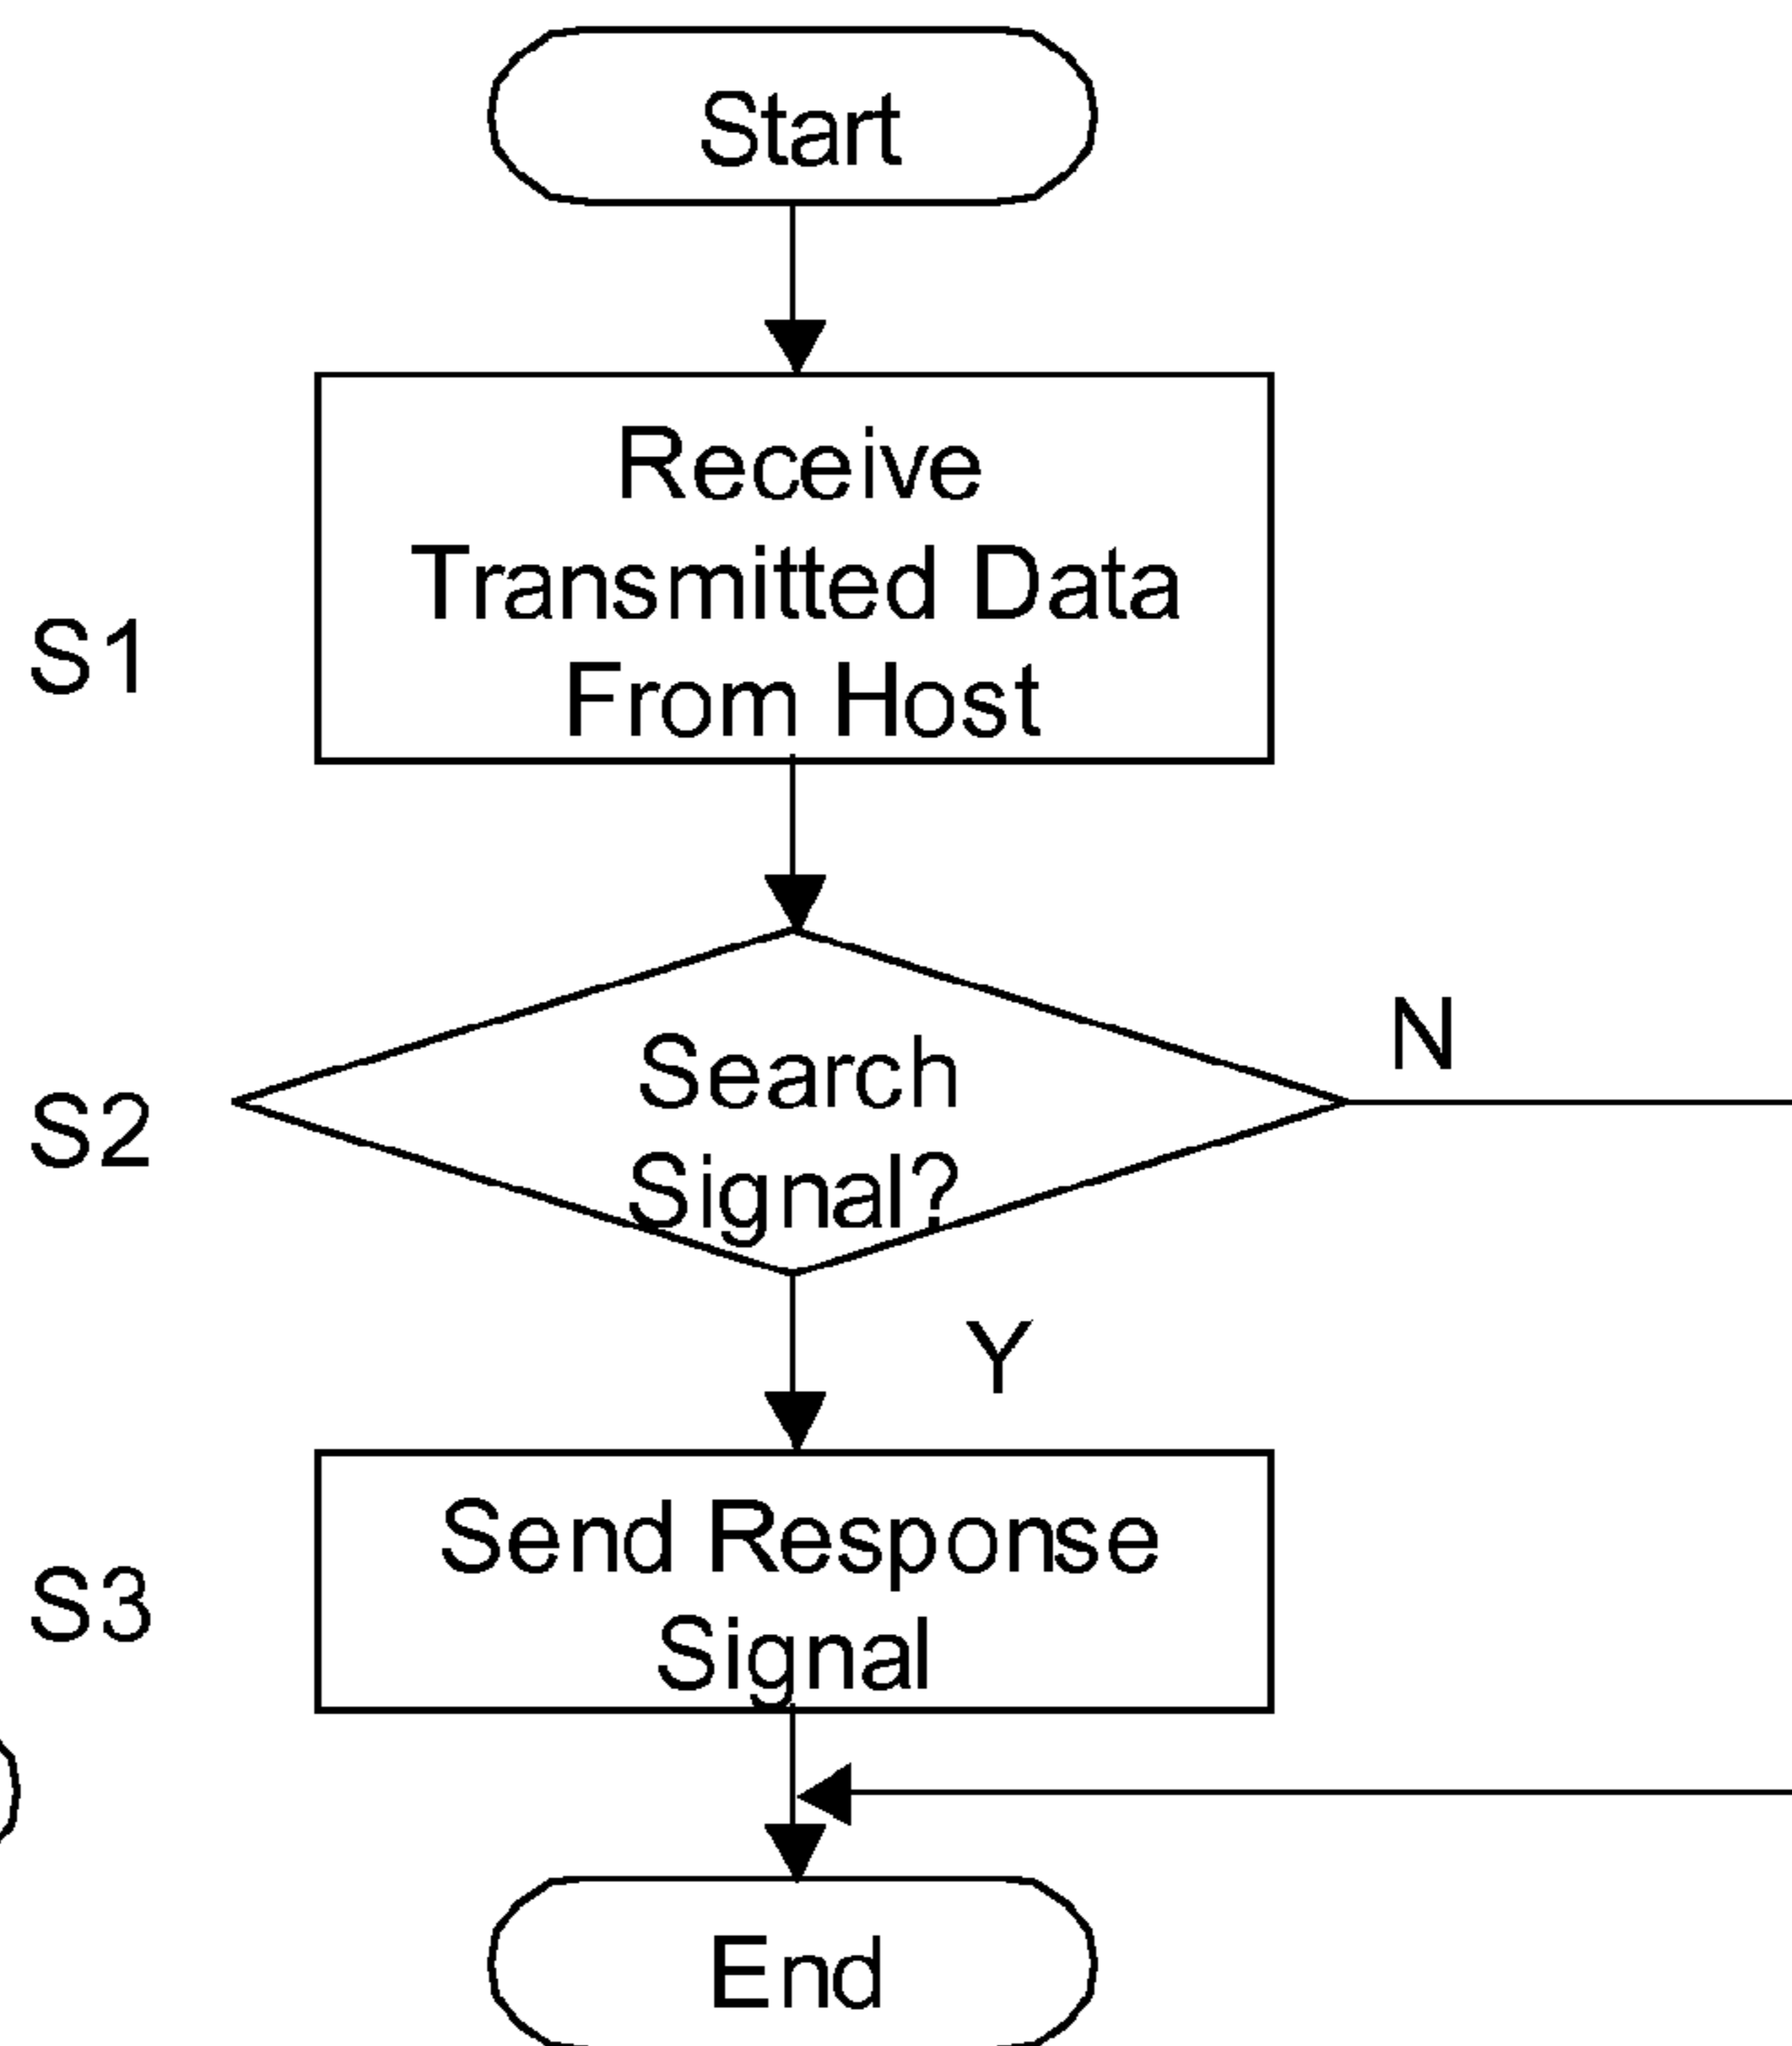 Start
Receive
Transmitted Data
From Host
S1
Search
Signal?
N
S2
Y
Send Response
Signal
S3
End